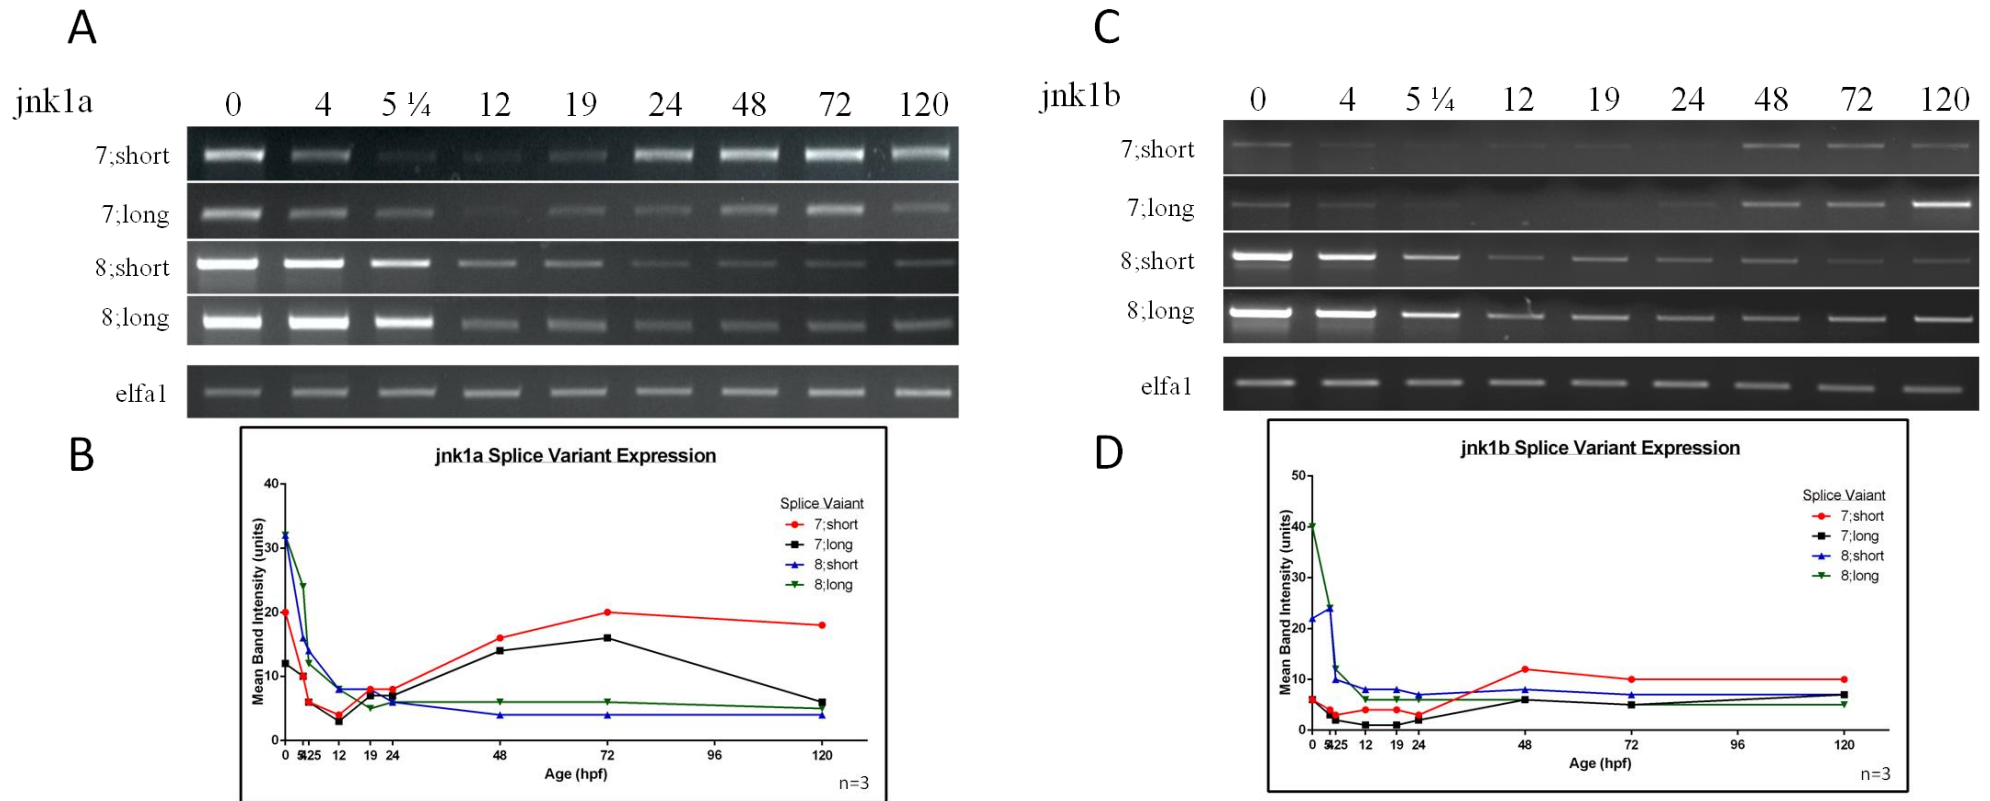 A
jnk1a 0 4 5 ¼ 12 19 24 48 72 120
7;short
7;long
8;short
8;long
elfa1
B
jnk1a Splice Variant Expression
40
30
20
10
0
Mean Band Intensity (units)
Splice Vaiant
7;short
7;long
8;short
8;long
0 12 19 24 48 72 96 120
Age (hpf)
n=3
C
jnk1b 0 4 5 ¼ 12 19 24 48 72 120
7;short
7;long
8;short
8;long
elfa1
D
jnk1b Splice Variant Expression
50
40
30
20
10
0
Mean Band Intensity (units)
Splice Vaiant
7;short
7;long
8;short
8;long
0 12 19 24 48 72 96 120
Age (hpf)
n=3